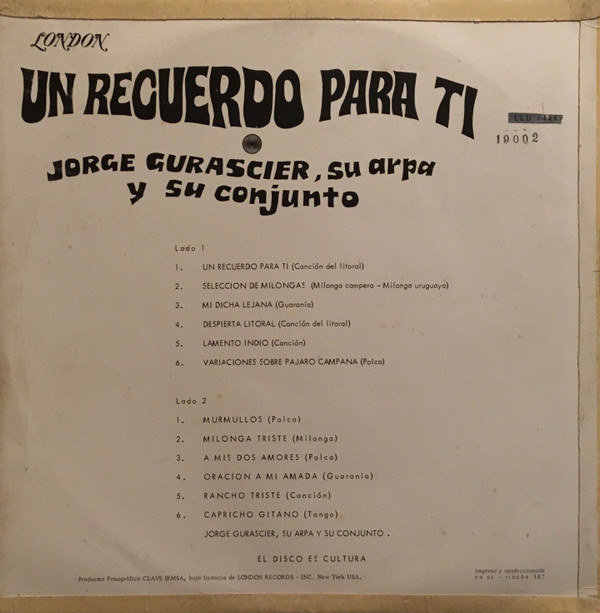 LONDON
UN RECUERDO PARA TI
19002
JORGE GURASCIER, su arpa
y su conjunto
Lado 1
1. UN RECUERDO PARA TI (Canción del litoral)
2. SELECCION DE MILONGAS (Milonga campera - Milonga uruguaya)
3. MI DICHA LEJANA (Guarania)
4. DESPIERTA LITORAL (Canción del litoral)
5. LAMENTO INDIO (Canción)
6. VARIACIONES SOBRE PAJARO CAMPANA (Polca)
Lado 2
1. MURMULLOS (Polca)
2. MILONGA TRISTE (Milonga)
3. A MIS DOS AMORES (Polca)
4. ORACION A MI AMADA (Guarania)
5. RANCHO TRISTE (Canción)
6. CAPRICHO GITANO (Tango)
JORGE GURASCIER, SU ARPA Y SU CONJUNTO.
EL DISCO ES CULTURA
Productor Fonográfico CLAVE IEMSA, bajo licencia de LONDON RECORDS - INC. New York USA.
impreso y confeccionado